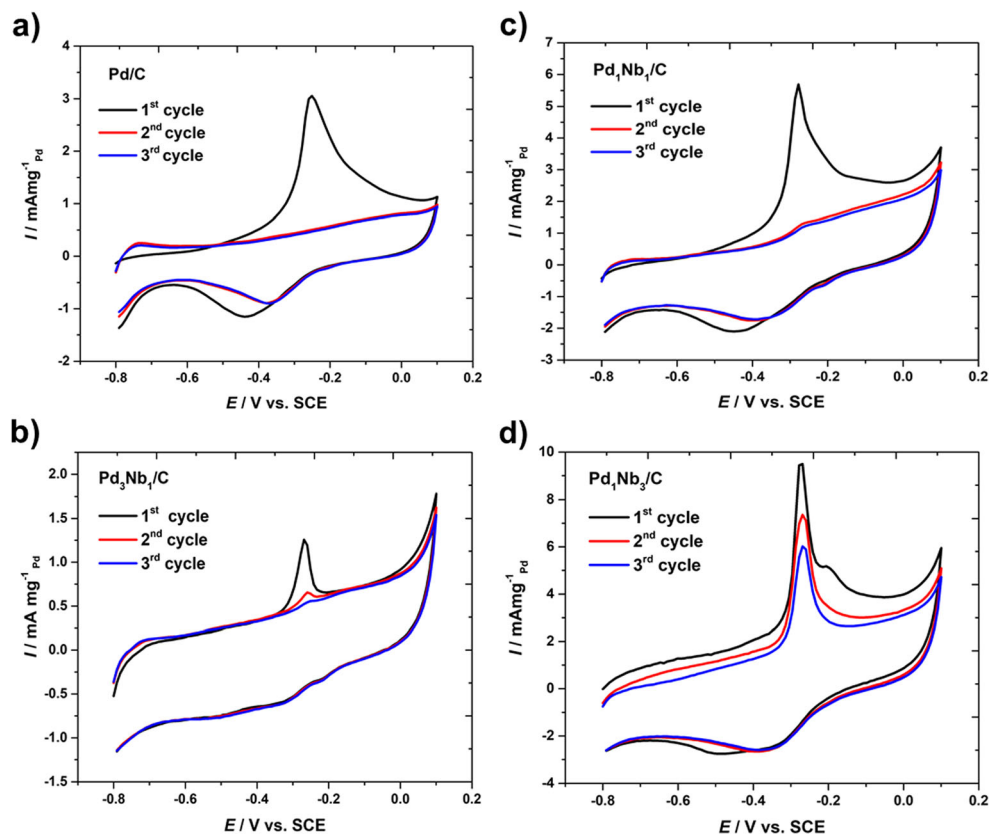 a)
Pd/C
1st cycle
2nd cycle
3rd cycle
4
3
2
1
0
-1
-2
-0.8 -0.6 -0.4 -0.2 0.0 0.2
I / mAmg-1Pd
E / V vs. SCE
c)
Pd1Nb1/C
1st cycle
2nd cycle
3rd cycle
7
6
5
4
3
2
1
0
-1
-2
-3
-0.8 -0.6 -0.4 -0.2 0.0 0.2
I / mAmg-1Pd
E / V vs. SCE
b)
Pd3Nb1/C
1st cycle
2nd cycle
3rd cycle
2.0
1.5
1.0
0.5
0.0
-0.5
-1.0
-1.5
-0.8 -0.6 -0.4 -0.2 0.0 0.2
I / mA mg-1Pd
E / V vs. SCE
d)
Pd1Nb3/C
1st cycle
2nd cycle
3rd cycle
10
8
6
4
2
0
-2
-4
-0.8 -0.6 -0.4 -0.2 0.0 0.2
I / mAmg-1Pd
E / V vs. SCE